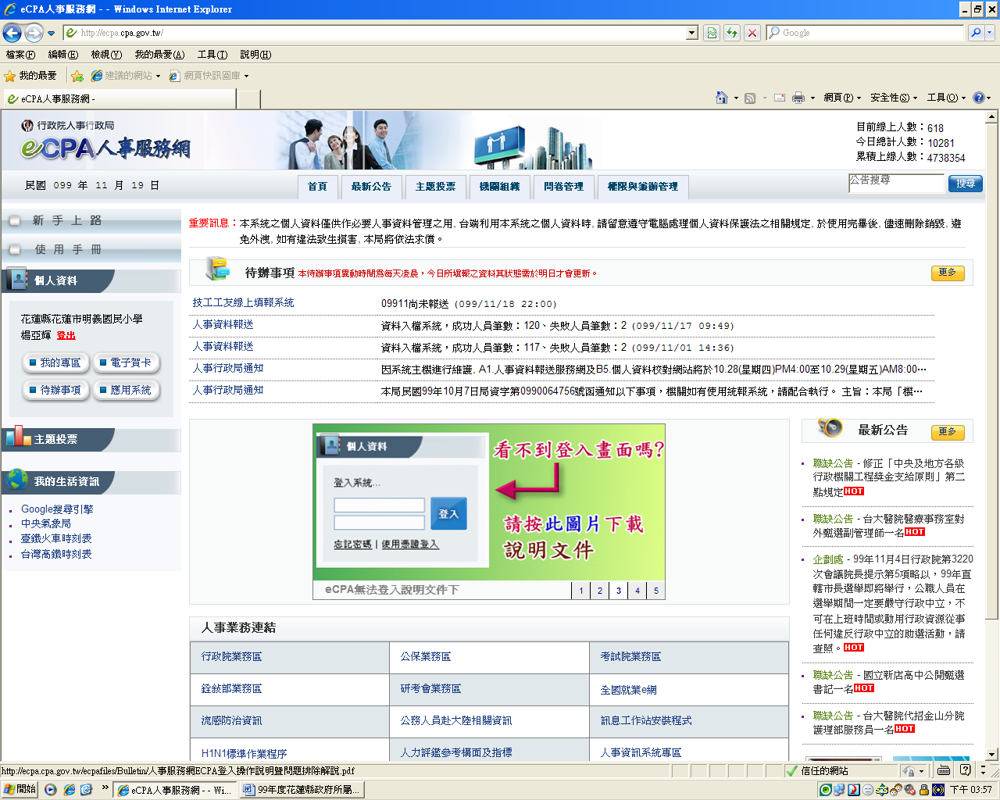 eCPA人事服務網 - - Windows Internet Explorer
http://ecpa.cpa.gov.tw/
Google
檔案(F) 編輯(E) 檢視(V) 我的最愛(A) 工具(T) 說明(H)
我的最愛 建議的網站 網頁快訊圖庫
eCPA人事服務網 -
網頁(P) 安全性(S) 工具(O)
行政院人事行政局
eCPA人事服務網
目前線上人數：618
今日總計人數：10281
累積上線人數：4738354
民國 099 年 11 月 19 日
首頁 最新公告 主題投票 機關組織 問卷管理 權限與兼辦管理
公告搜尋 搜尋
新 手 上 路
使 用 手 冊
個人資料
花蓮縣花蓮市明義國民小學
楊亞輝 登出
我的專區 電子賀卡
待辦事項 應用系統
主題投票
我的生活資訊
Google搜尋引擎
中央氣象局
臺鐵火車時刻表
台灣高鐵時刻表
重要訊息：本系統之個人資料僅供作必要人事資料管理之用, 台端利用本系統之個人資料時, 請留意遵守電腦處理個人資料保護法之相關規定, 於使用完畢後, 儘速刪除銷毀, 避
免外洩, 如有違法致生損害, 本局將依法求償。
待辦事項 本待辦事項異動時間為每天凌晨，今日所填報之資料其狀態需於明日才會更新。
更多
技工工友線上填報系統 09911尚未報送 (099/11/18 22:00)
人事資料報送 資料入檔系統，成功人員筆數：120、失敗人員筆數：2 (099/11/17 09:49)
人事資料報送 資料入檔系統，成功人員筆數：117、失敗人員筆數：2 (099/11/01 14:36)
人事行政局通知 因系統主機進行維護, A1.人事資料報送服務網及B5.個人資料校對網站將於10.28(星期四)PM4:00至10.29(星期五)AM8:00…
人事行政局通知 本局民國99年10月7日局資字第0990064756號函通知以下事項，機關如有使用統報系統，請配合執行。 主旨：本局「機…
個人資料
登入系統...
登入
忘記密碼 | 使用憑證登入
看不到登入畫面嗎?
請按此圖片下載
說明文件
eCPA無法登入說明文件下
1 2 3 4 5
最新公告 更多
職缺公告 - 修正「中央及地方各級
行政機關工程獎金支給原則」第二
點規定HOT
職缺公告 - 台大醫院醫療事務室對
外甄選副管理師一名HOT
企劃處 - 99年11月4日行政院第3220
次會議院長提示第5項略以，99年直
轄市長選舉即將舉行，公職人員在
選舉期間一定要嚴守行政中立，不
可在上班時間或動用行政資源從事
任何違反行政中立的助選活動，請
查照。HOT
職缺公告 - 國立新店高中公開甄選
書記一名HOT
職缺公告 - 台大醫院代招金山分院
護理部服務員一名HOT
人事業務連結
行政院業務區 公保業務區 考試院業務區
銓敘部業務區 研考會業務區 全國就業e網
流感防治資訊 公務人員赴大陸相關資訊 訊息工作站安裝程式
H1N1標準作業程序 人力評鑑參考構面及指標 人事資訊系統專區
http://ecpa.cpa.gov.tw/ecpafiles/Bulletin/人事服務網ECPA登入操作說明暨問題排除解說.pdf
信任的網站
開始 eCPA人事服務網 - - Wi... 99年度花蓮縣政府所屬... 下午 03:57